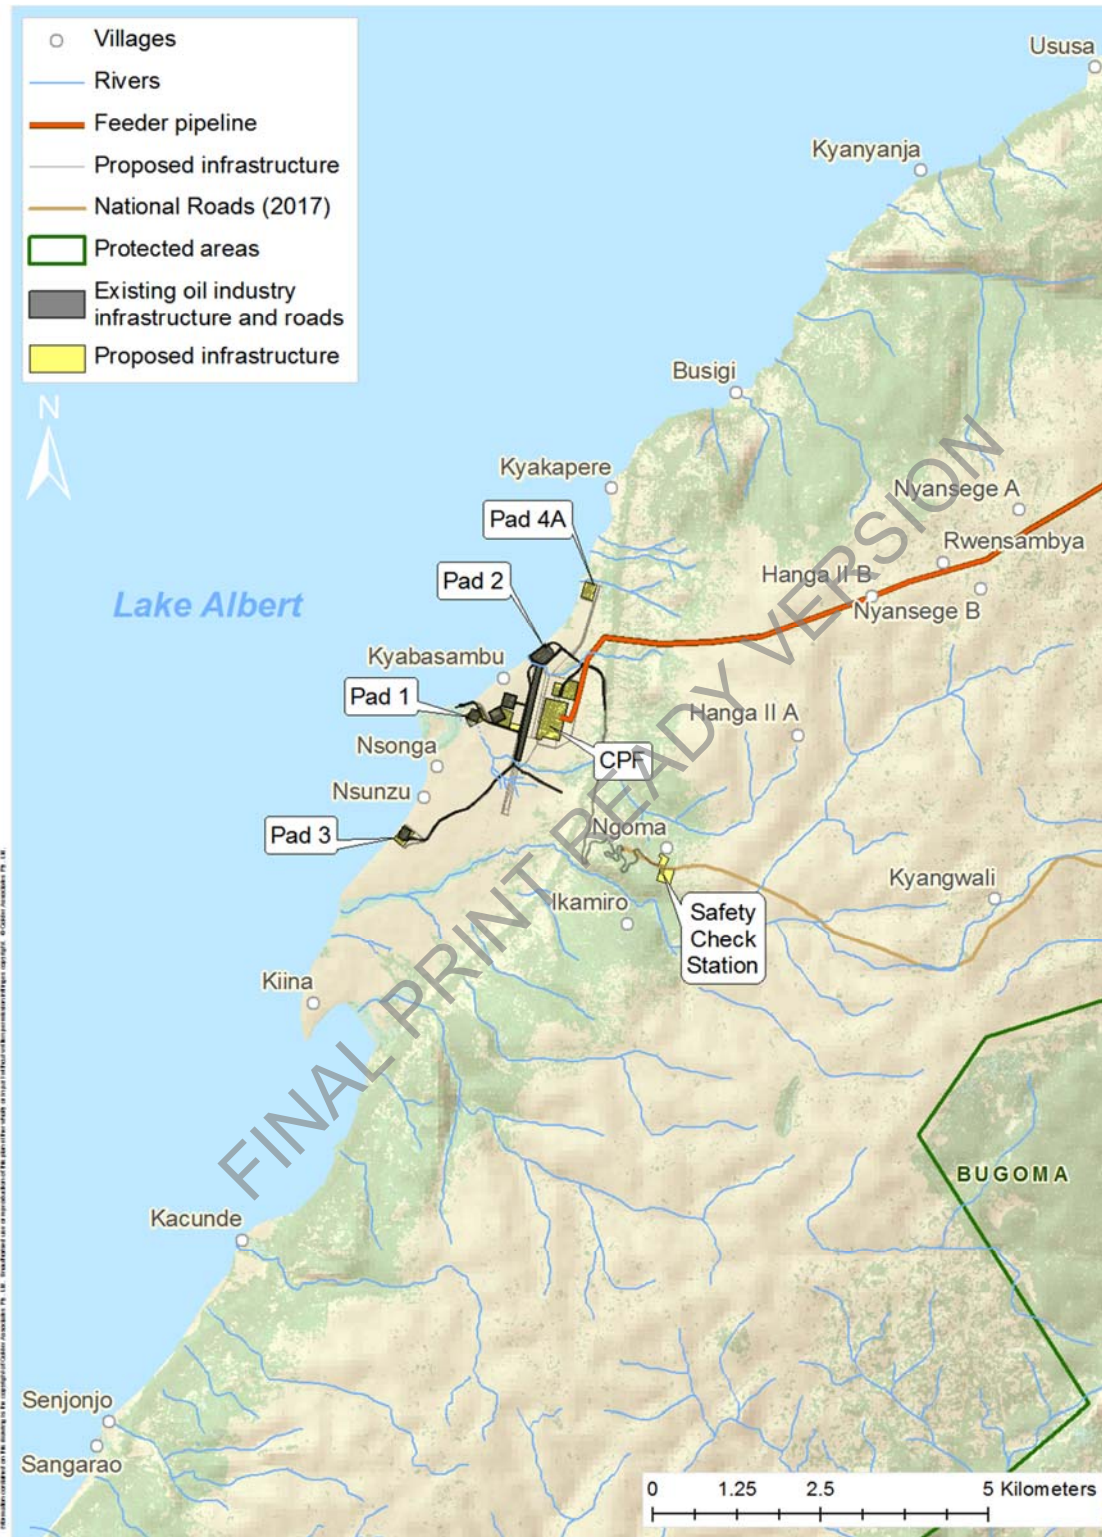 Villages
Rivers
Feeder pipeline
Proposed infrastructure
National Roads (2017)
Protected areas
Existing oil industry
infrastructure and roads
Proposed infrastructure
N
Ususa
Kyanyanja
Busigi
Kyakapere
Nyansege A
Pad 4A
Rwensambya
Pad 2
Hanga II B
Lake Albert
Nyansege B
Kyabasambu
Pad 1
Hanga II A
Nsonga
CPF
Nsunzu
Pad 3
Ngoma
Kyangwali
Ikamiro
Safety
Check
Station
Kiina
FINAL PRINT READY VERSION
BUGOMA
Kacunde
Senjonjo
Sangarao
0 1.25 2.5 5 Kilometers